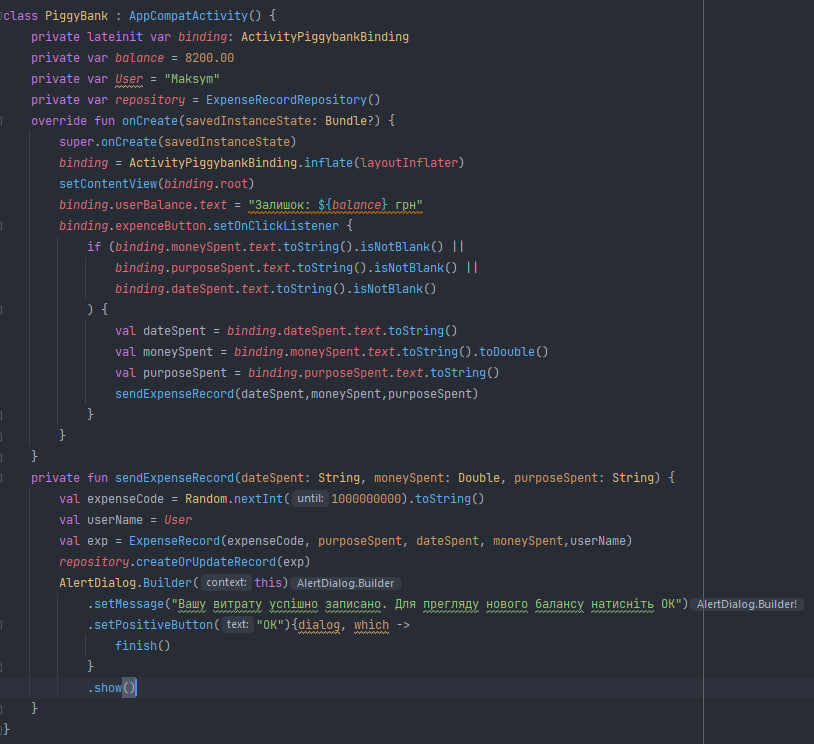 class PiggyBank : AppCompatActivity() {
    private lateinit var binding: ActivityPiggybankBinding
    private var balance = 8200.00
    private var User = "Maksym"
    private var repository = ExpenseRecordRepository()
    override fun onCreate(savedInstanceState: Bundle?) {
        super.onCreate(savedInstanceState)
        binding = ActivityPiggybankBinding.inflate(layoutInflater)
        setContentView(binding.root)
        binding.userBalance.text = "Залишок: ${balance} грн"
        binding.expenceButton.setOnClickListener {
            if (binding.moneySpent.text.toString().isNotBlank() ||
                binding.purposeSpent.text.toString().isNotBlank() ||
                binding.dateSpent.text.toString().isNotBlank()
            ) {
                val dateSpent = binding.dateSpent.text.toString()
                val moneySpent = binding.moneySpent.text.toString().toDouble()
                val purposeSpent = binding.purposeSpent.text.toString()
                sendExpenseRecord(dateSpent,moneySpent,purposeSpent)
            }
        }
    }
    private fun sendExpenseRecord(dateSpent: String, moneySpent: Double, purposeSpent: String) {
        val expenseCode = Random.nextInt( until: 1000000000).toString()
        val userName = User
        val exp = ExpenseRecord(expenseCode, purposeSpent, dateSpent, moneySpent,userName)
        repository.createOrUpdateRecord(exp)
        AlertDialog.Builder( context: this) AlertDialog.Builder
            .setMessage("Вашу витрату успішно записано. Для прегляду нового балансу натисніть ОК") AlertDialog.Builder!
            .setPositiveButton( text: "ОК"){dialog, which ->
                finish()
            }
            .show()
    }
}